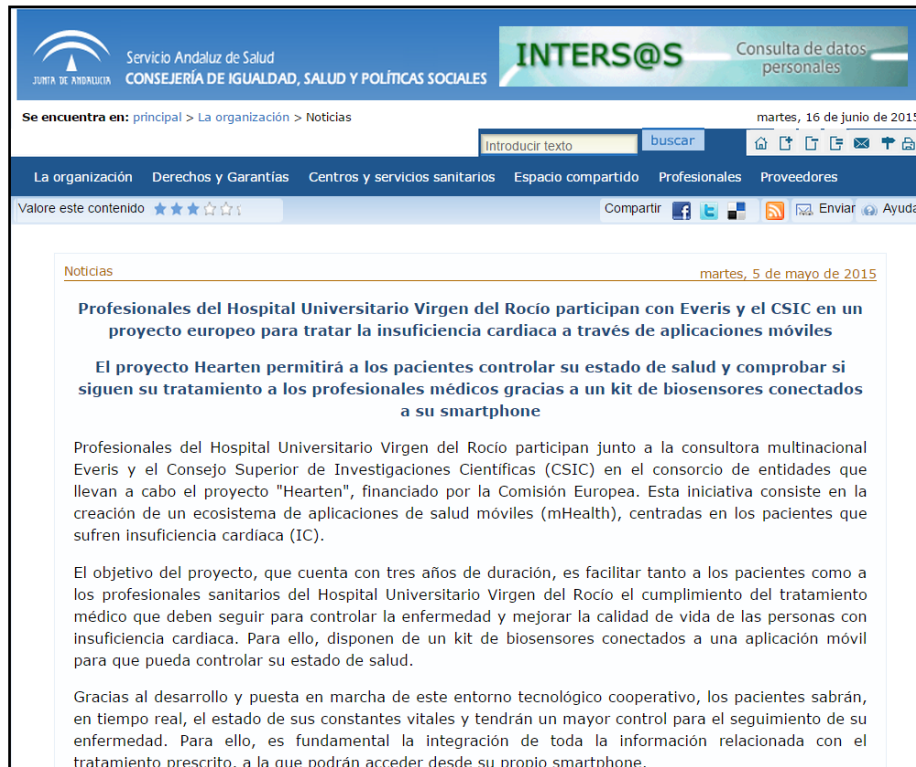 Servicio Andaluz de Salud
CONSEJERÍA DE IGUALDAD, SALUD Y POLÍTICAS SOCIALES
JUNTA DE ANDALUCIA
INTERS@S
Consulta de datos
personales
Se encuentra en: principal > La organización > Noticias
martes, 16 de junio de 2015
Introducir texto
buscar
La organización Derechos y Garantías Centros y servicios sanitarios Espacio compartido Profesionales Proveedores
Valore este contenido
Compartir
Enviar
Ayuda
Noticias
martes, 5 de mayo de 2015
Profesionales del Hospital Universitario Virgen del Rocío participan con Everis y el CSIC en un
proyecto europeo para tratar la insuficiencia cardiaca a través de aplicaciones móviles
El proyecto Hearten permitirá a los pacientes controlar su estado de salud y comprobar si
siguen su tratamiento a los profesionales médicos gracias a un kit de biosensores conectados
a su smartphone
Profesionales del Hospital Universitario Virgen del Rocío participan junto a la consultora multinacional
Everis y el Consejo Superior de Investigaciones Científicas (CSIC) en el consorcio de entidades que
llevan a cabo el proyecto "Hearten", financiado por la Comisión Europea. Esta iniciativa consiste en la
creación de un ecosistema de aplicaciones de salud móviles (mHealth), centradas en los pacientes que
sufren insuficiencia cardíaca (IC).
El objetivo del proyecto, que cuenta con tres años de duración, es facilitar tanto a los pacientes como a
los profesionales sanitarios del Hospital Universitario Virgen del Rocío el cumplimiento del tratamiento
médico que deben seguir para controlar la enfermedad y mejorar la calidad de vida de las personas con
insuficiencia cardiaca. Para ello, disponen de un kit de biosensores conectados a una aplicación móvil
para que pueda controlar su estado de salud.
Gracias al desarrollo y puesta en marcha de este entorno tecnológico cooperativo, los pacientes sabrán,
en tiempo real, el estado de sus constantes vitales y tendrán un mayor control para el seguimiento de su
enfermedad. Para ello, es fundamental la integración de toda la información relacionada con el
tratamiento prescrito, a la que podrán acceder desde su propio smartphone.